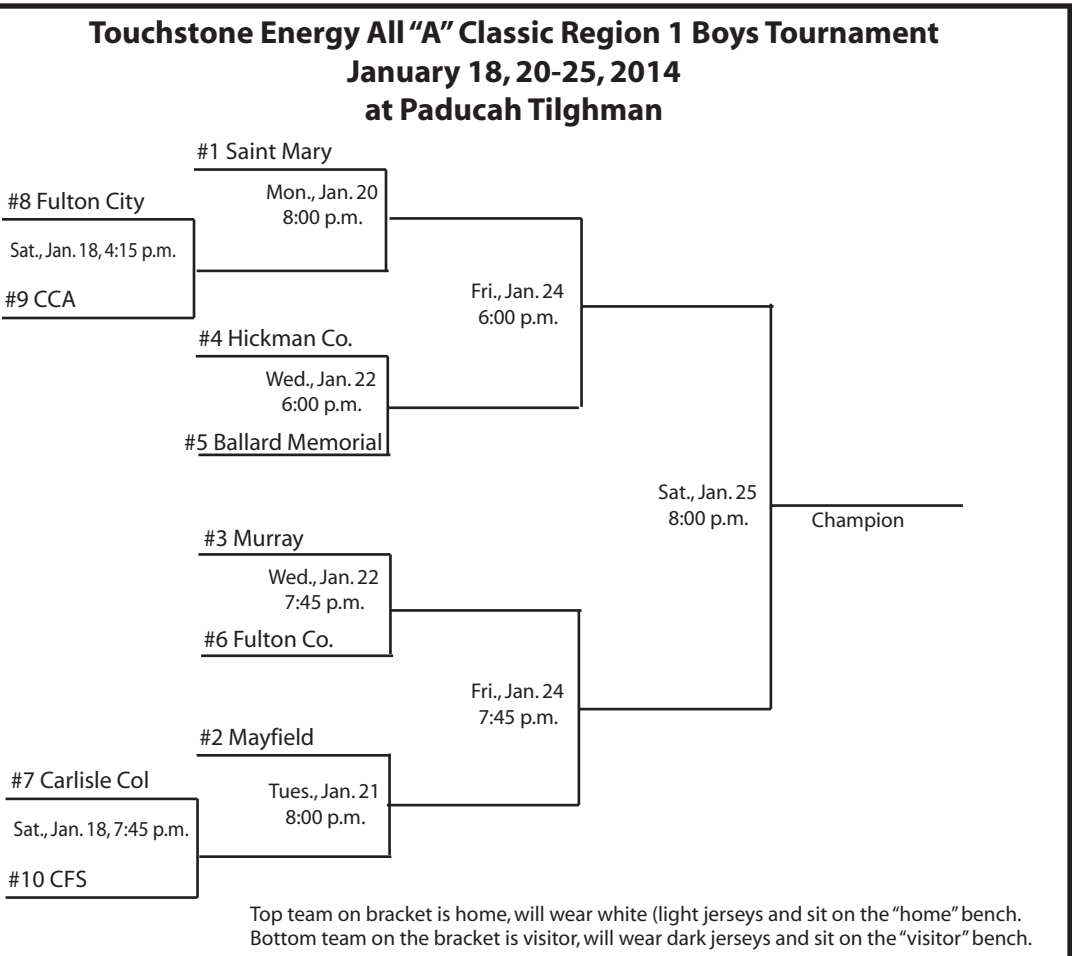 Touchstone Energy All “A” Classic Region 1 Boys Tournament
January 18, 20-25, 2014
at Paducah Tilghman
#1 Saint Mary
Mon., Jan. 20
8:00 p.m.
#8 Fulton City
Sat., Jan. 18, 4:15 p.m.
#9 CCA
Fri., Jan. 24
6:00 p.m.
#4 Hickman Co.
Wed., Jan. 22
6:00 p.m.
#5 Ballard Memorial
Sat., Jan. 25
8:00 p.m.
Champion
#3 Murray
Wed., Jan. 22
7:45 p.m.
#6 Fulton Co.
Fri., Jan. 24
7:45 p.m.
#2 Mayfield
Tues., Jan. 21
8:00 p.m.
#7 Carlisle Col
Sat., Jan. 18, 7:45 p.m.
#10 CFS
Top team on bracket is home, will wear white (light jerseys and sit on the “home” bench.
Bottom team on the bracket is visitor, will wear dark jerseys and sit on the “visitor” bench.